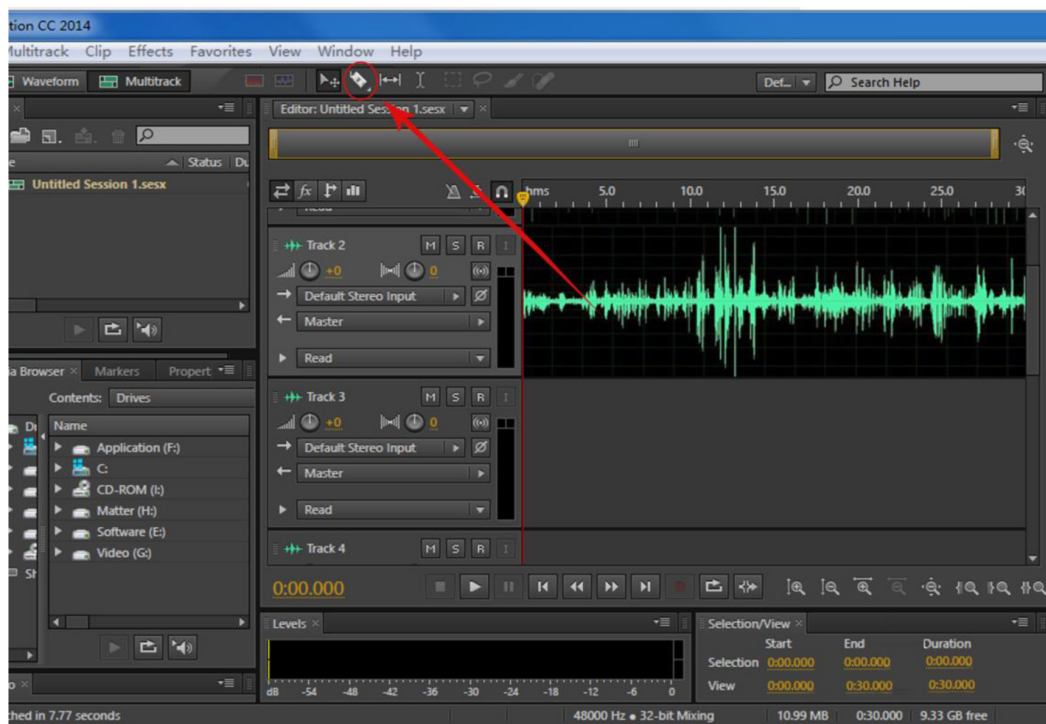 tion CC 2014
Multitrack Clip Effects Favorites View Window Help
Waveform Multitrack Def... Search Help
Editor: Untitled Session 1.sesx
Status Du
Untitled Session 1.sesx
hms 5.0 10.0 15.0 20.0 25.0 30
Read
Track 2 M S R I
+0 0
Default Stereo Input
Master
Read
ia Browser Markers Propert
Contents: Drives
Track 3 M S R I
+0 0
Default Stereo Input
Master
Read
Name
Application (F:)
C:
CD-ROM (I:)
Matter (H:)
Software (E:)
Video (G:)
Track 4 M S R I
0:00.000
Levels
dB -54 -48 -42 -36 -30 -24 -18 -12 -6 0
Selection/View
Start End Duration
Selection 0:00.000 0:00.000 0:00.000
View 0:00.000 0:30.000 0:30.000
ched in 7.77 seconds
48000 Hz ● 32-bit Mixing 10.99 MB 0:30.000 9.33 GB free